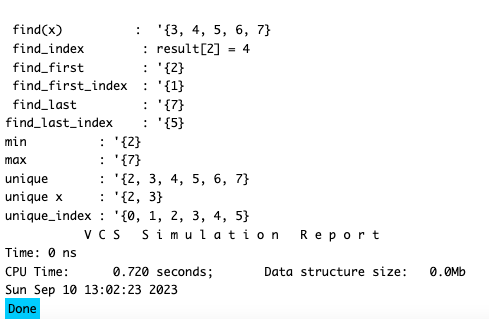 find(x) : '{3, 4, 5, 6, 7}
find_index : result[2] = 4
find_first : '{2}
find_first_index : '{1}
find_last : '{7}
find_last_index : '{5}
min : '{2}
max : '{7}
unique : '{2, 3, 4, 5, 6, 7}
unique x : '{2, 3}
unique_index : '{0, 1, 2, 3, 4, 5}
V C S   S i m u l a t i o n   R e p o r t
Time: 0 ns
CPU Time: 0.720 seconds; Data structure size: 0.0Mb
Sun Sep 10 13:02:23 2023
Done